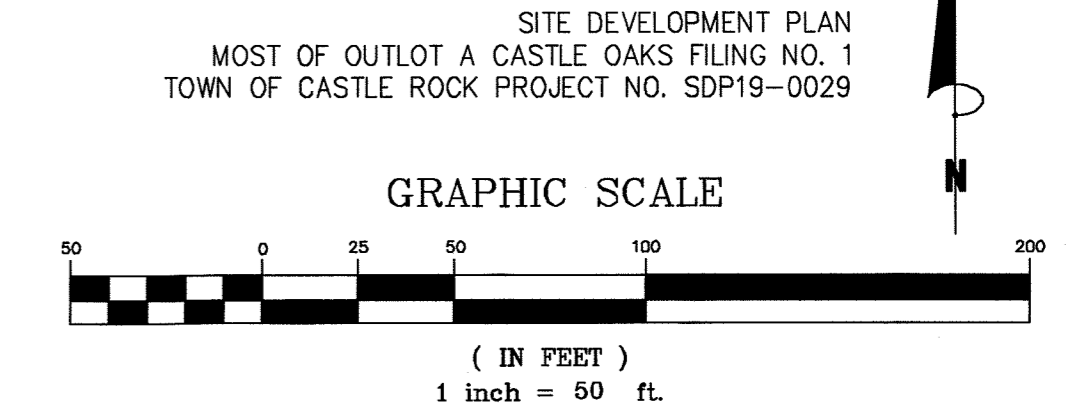 SITE DEVELOPMENT PLAN
MOST OF OUTLOT A CASTLE OAKS FILING NO. 1
TOWN OF CASTLE ROCK PROJECT NO. SDP19-0029
N
GRAPHIC SCALE
50 0 25 50 100 200
( IN FEET )
1 inch = 50 ft.